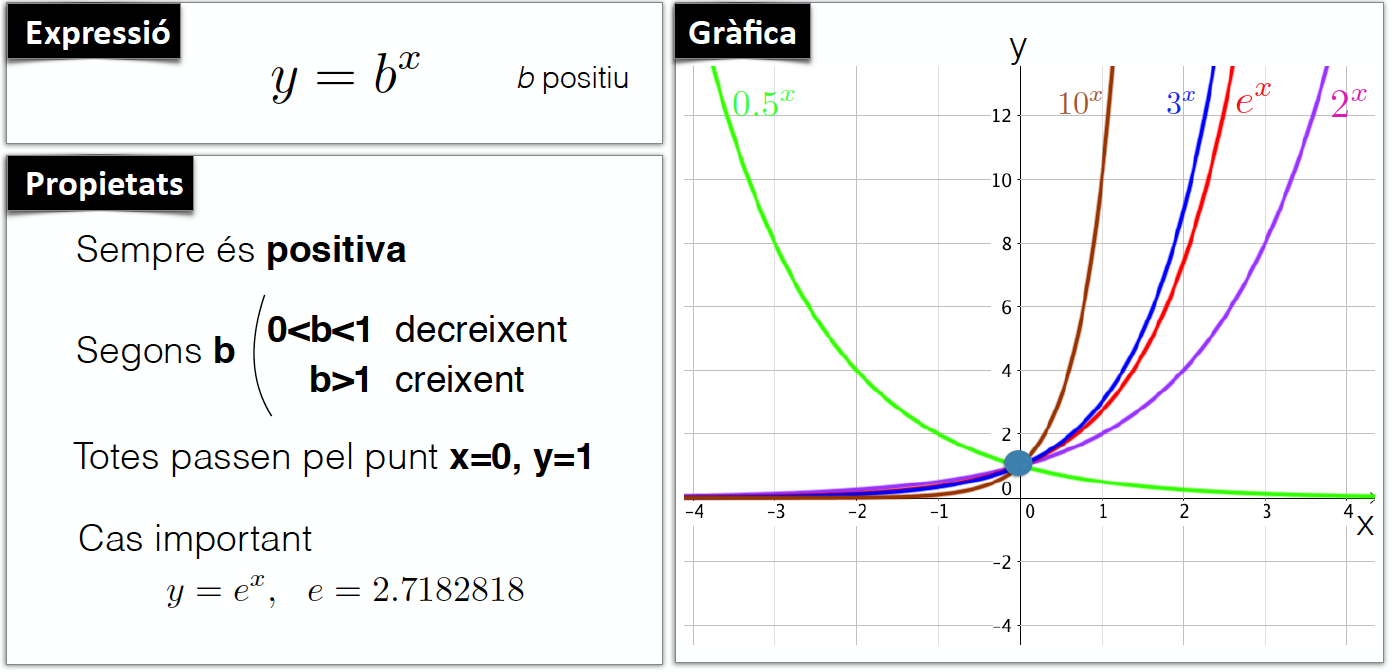 Expressió
y = b^x
b positiu
Propietats
Sempre és positiva
Segons b
0<b<1 decreixent
b>1 creixent
Totes passen pel punt x=0, y=1
Cas important
y = e^x, e = 2.7182818
Gràfica
y
0.5^x 10^x 3^x e^x 2^x
12
10
8
6
4
2
0
-4 -3 -2 -1 0 1 2 3 4
x
-2
-4